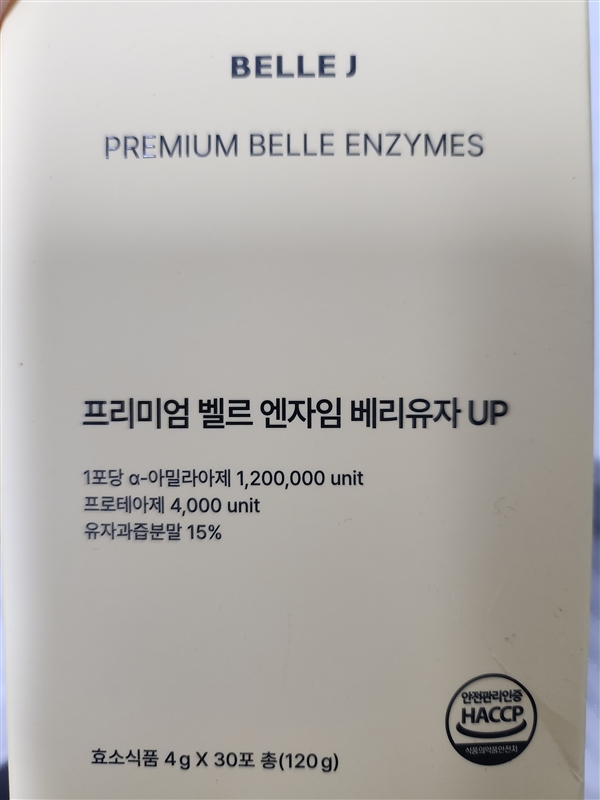 BELLE J
PREMIUM BELLE ENZYMES
프리미엄 벨르 엔자임 베리유자 UP
1포당 α-아밀라아제 1,200,000 unit
프로테아제 4,000 unit
유자과즙분말 15%
안전관리인증
HACCP
식품의약품안전처
효소식품 4g X 30포 총(120g)